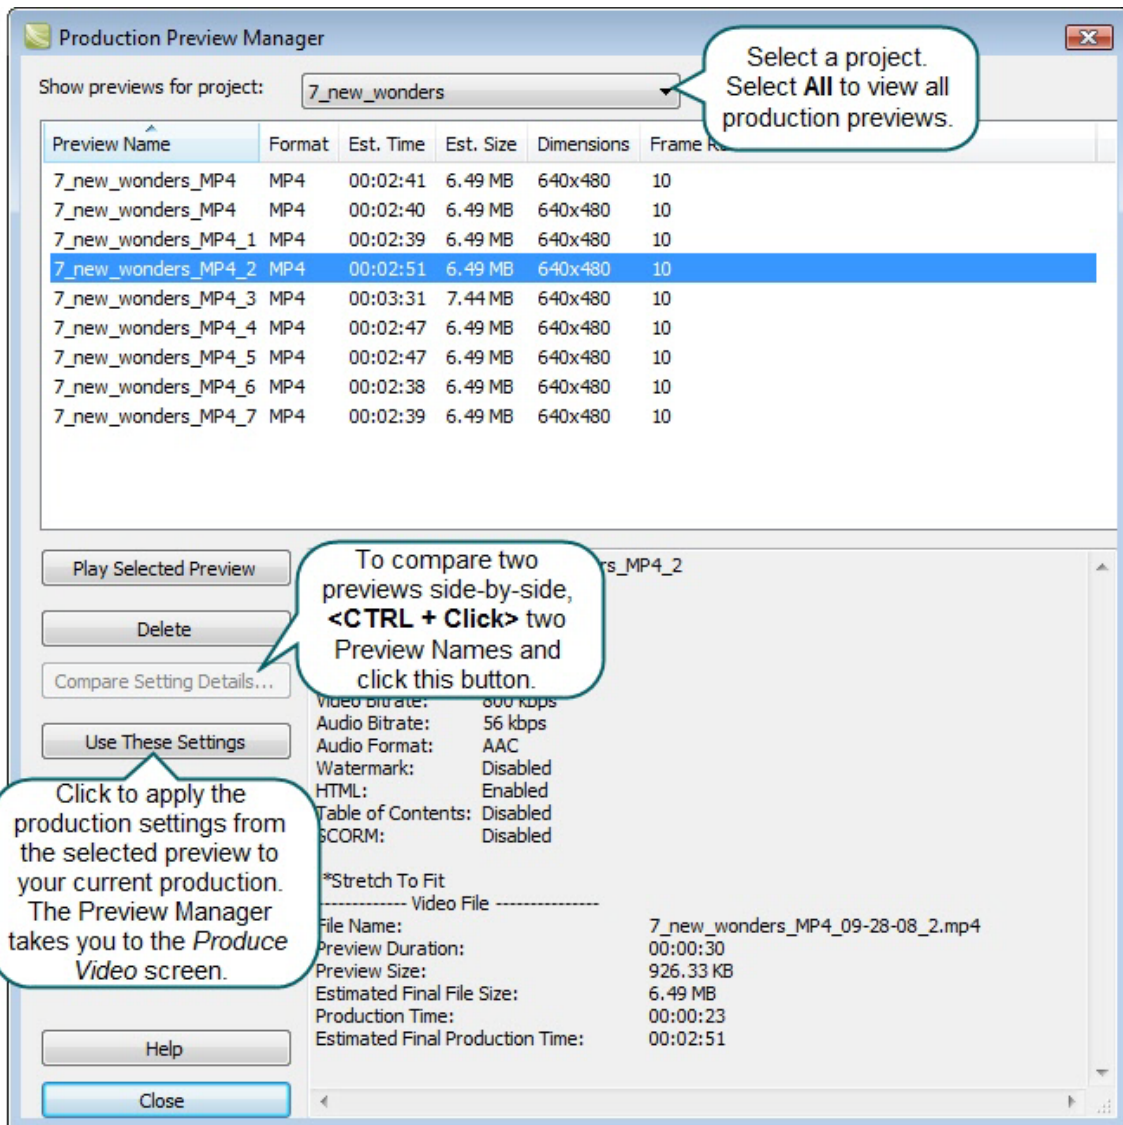 Production Preview Manager
Show previews for project: 7_new_wonders
Select a project.
Select All to view all
production previews.
Preview Name Format Est. Time Est. Size Dimensions Frame
7_new_wonders_MP4 MP4 00:02:41 6.49 MB 640x480 10
7_new_wonders_MP4 MP4 00:02:40 6.49 MB 640x480 10
7_new_wonders_MP4_1 MP4 00:02:39 6.49 MB 640x480 10
7_new_wonders_MP4_2 MP4 00:02:51 6.49 MB 640x480 10
7_new_wonders_MP4_3 MP4 00:03:31 7.44 MB 640x480 10
7_new_wonders_MP4_4 MP4 00:02:47 6.49 MB 640x480 10
7_new_wonders_MP4_5 MP4 00:02:47 6.49 MB 640x480 10
7_new_wonders_MP4_6 MP4 00:02:38 6.49 MB 640x480 10
7_new_wonders_MP4_7 MP4 00:02:39 6.49 MB 640x480 10
Play Selected Preview
Delete
Compare Setting Details...
Use These Settings
To compare two
previews side-by-side,
<CTRL + Click> two
Preview Names and
click this button.
rs_MP4_2
Video Bitrate: 800 kbps
Audio Bitrate: 56 kbps
Audio Format: AAC
Watermark: Disabled
HTML: Enabled
Table of Contents: Disabled
SCORM: Disabled
*Stretch To Fit
------------- Video File ---------------
File Name: 7_new_wonders_MP4_09-28-08_2.mp4
Preview Duration: 00:00:30
Preview Size: 926.33 KB
Estimated Final File Size: 6.49 MB
Production Time: 00:00:23
Estimated Final Production Time: 00:02:51
Click to apply the
production settings from
the selected preview to
your current production.
The Preview Manager
takes you to the Produce
Video screen.
Help
Close